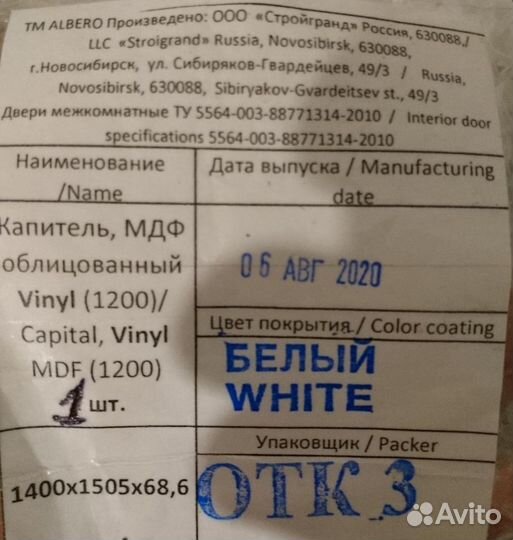 ТМ ALBERO Произведено: ООО «Стройгранд» Россия, 630088,/
LLC «Stroigrand» Russia, Novosibirsk, 630088,
г.Новосибирск, ул. Сибиряков-Гвардейцев, 49/3 / Russia,
Novosibirsk, 630088, Sibiryakov-Gvardeitsev st., 49/3
Двери межкомнатные ТУ 5564-003-88771314-2010 / Interior door
specifications 5564-003-88771314-2010
Наименование
/Name
Дата выпуска / Manufacturing
date
Капитель, МДФ
облицованный
Vinyl (1200)/
Capital, Vinyl
MDF (1200)
1 шт.
06 АВГ 2020
Цвет покрытия / Color coating
БЕЛЫЙ
WHITE
Упаковщик / Packer
1400х1505х68,6
ОТК 3
Avito